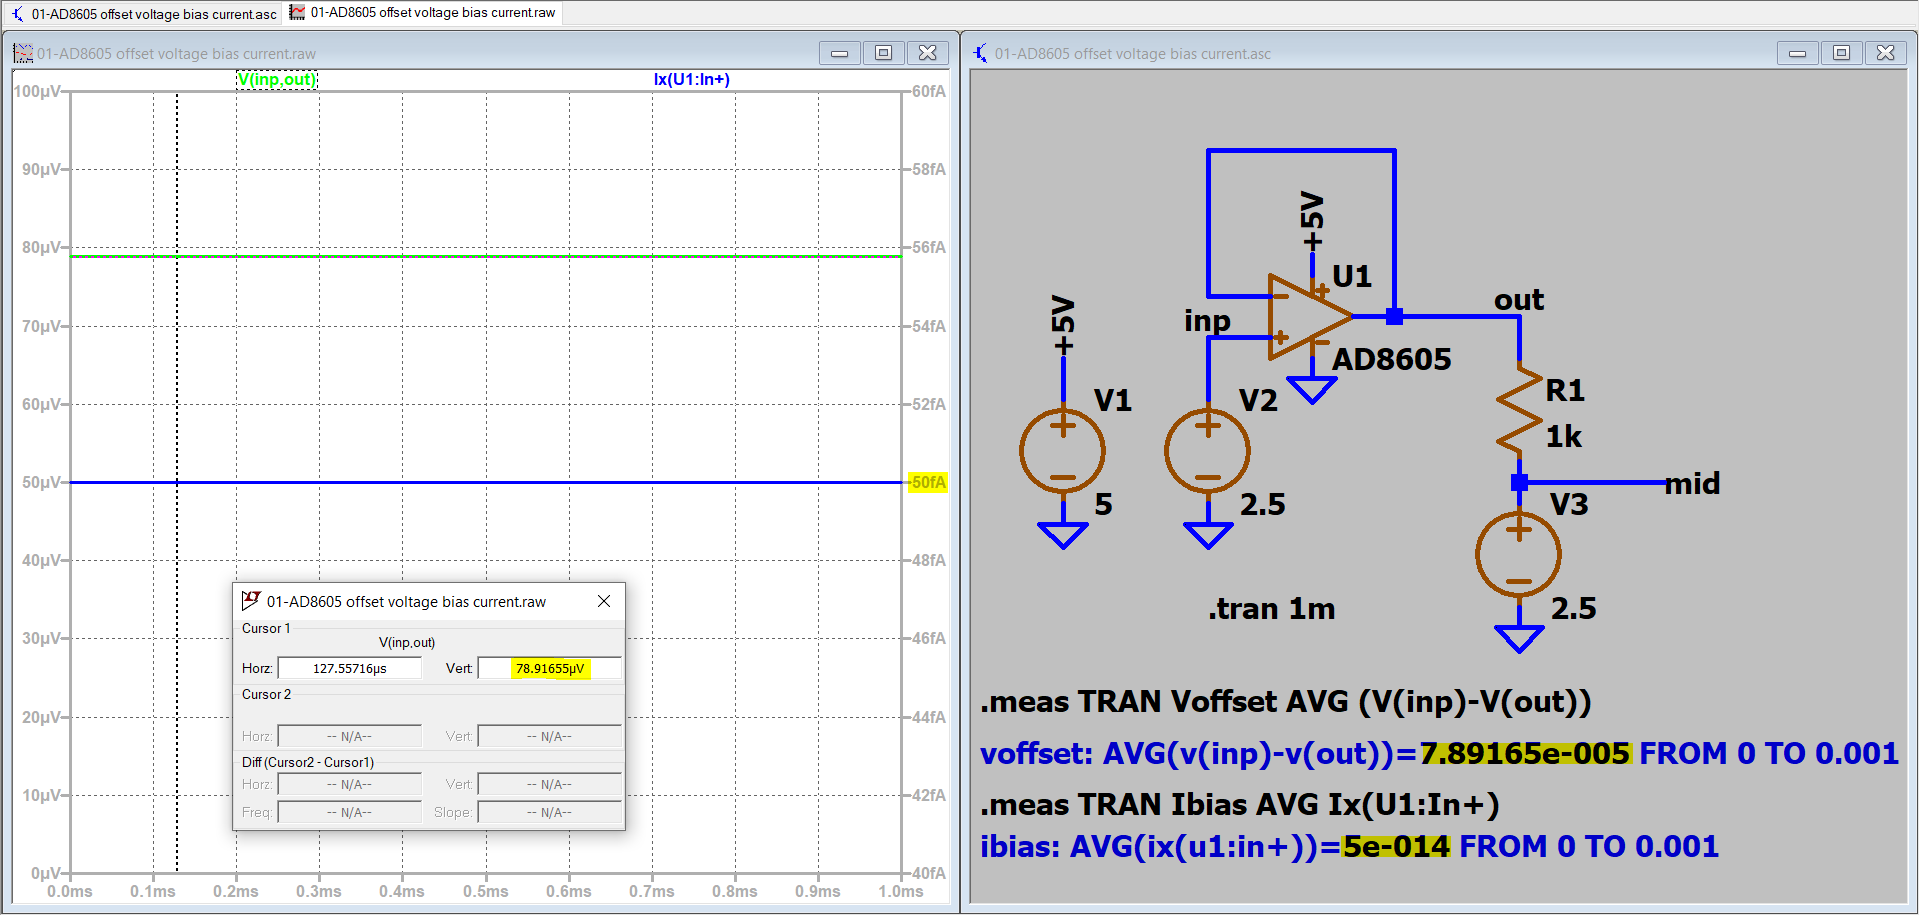 01-AD8605 offset voltage bias current.asc
01-AD8605 offset voltage bias current.raw
01-AD8605 offset voltage bias current.raw
V(inp,out)
Ix(U1:In+)
100µV
90µV
80µV
70µV
60µV
50µV
40µV
30µV
20µV
10µV
0µV
60fA
58fA
56fA
54fA
52fA
50fA
48fA
46fA
44fA
42fA
40fA
0.0ms 0.1ms 0.2ms 0.3ms 0.4ms 0.5ms 0.6ms 0.7ms 0.8ms 0.9ms 1.0ms
01-AD8605 offset voltage bias current.raw
Cursor 1
V(inp,out)
Horz: 127.55716µs Vert: 78.91655µV
Cursor 2
Horz: -- N/A-- Vert: -- N/A--
Diff (Cursor2 - Cursor1)
Horz: -- N/A-- Vert: -- N/A--
Freq: -- N/A-- Slope: -- N/A--
01-AD8605 offset voltage bias current.asc
+5V
U1
out
inp
+5V
AD8605
V1
V2
R1
1k
mid
V3
5
2.5
2.5
.tran 1m
.meas TRAN Voffset AVG (V(inp)-V(out))
voffset: AVG(v(inp)-v(out))=7.89165e-005 FROM 0 TO 0.001
.meas TRAN Ibias AVG Ix(U1:In+)
ibias: AVG(ix(u1:in+))=5e-014 FROM 0 TO 0.001